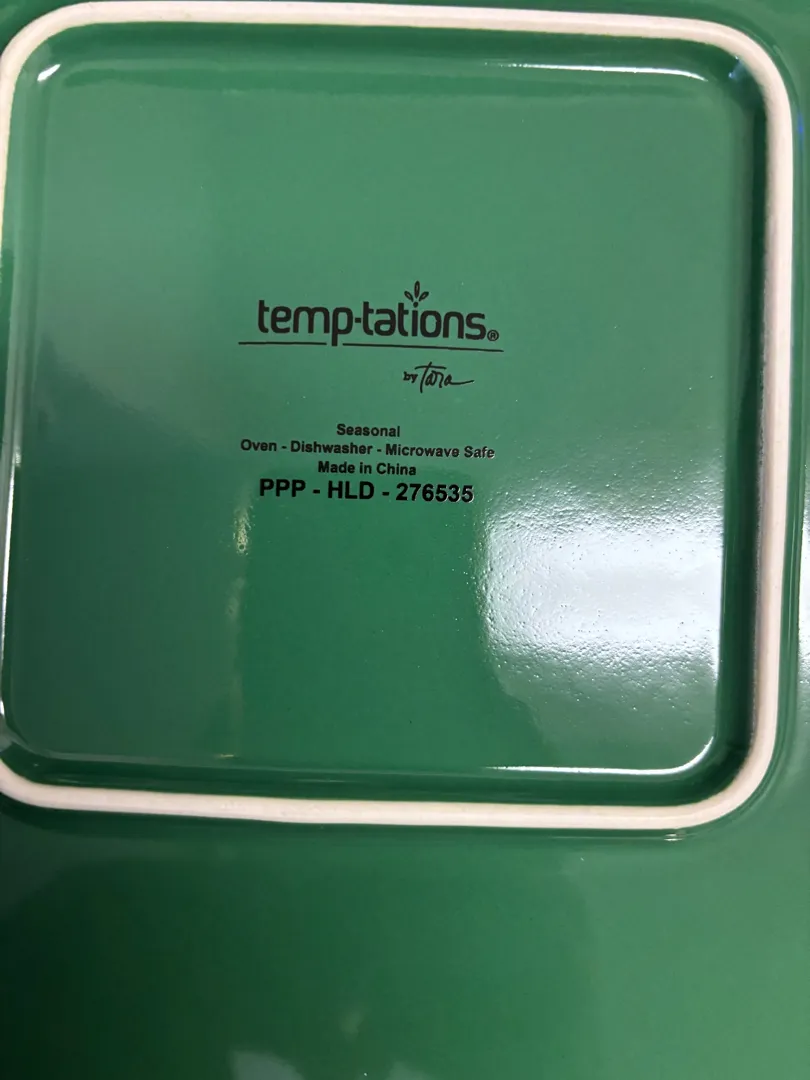 temp-tations®
by Tara
Seasonal
Oven - Dishwasher - Microwave Safe
Made in China
PPP - HLD - 276535